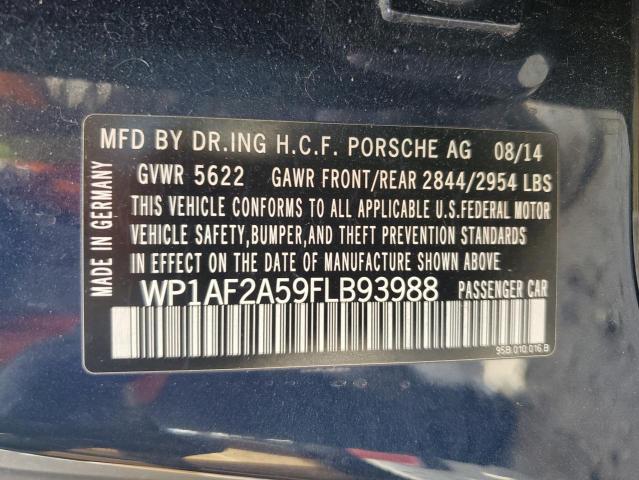 MFD BY DR.ING H.C.F. PORSCHE AG 08/14
GVWR 5622 GAWR FRONT/REAR 2844/2954 LBS
THIS VEHICLE CONFORMS TO ALL APPLICABLE U.S.FEDERAL MOTOR
VEHICLE SAFETY,BUMPER,AND THEFT PREVENTION STANDARDS
IN EFFECT ON DATE OF MANUFACTURE SHOWN ABOVE
WP1AF2A59FLB93988 PASSENGER CAR
95B.010.016.B
MADE IN GERMANY